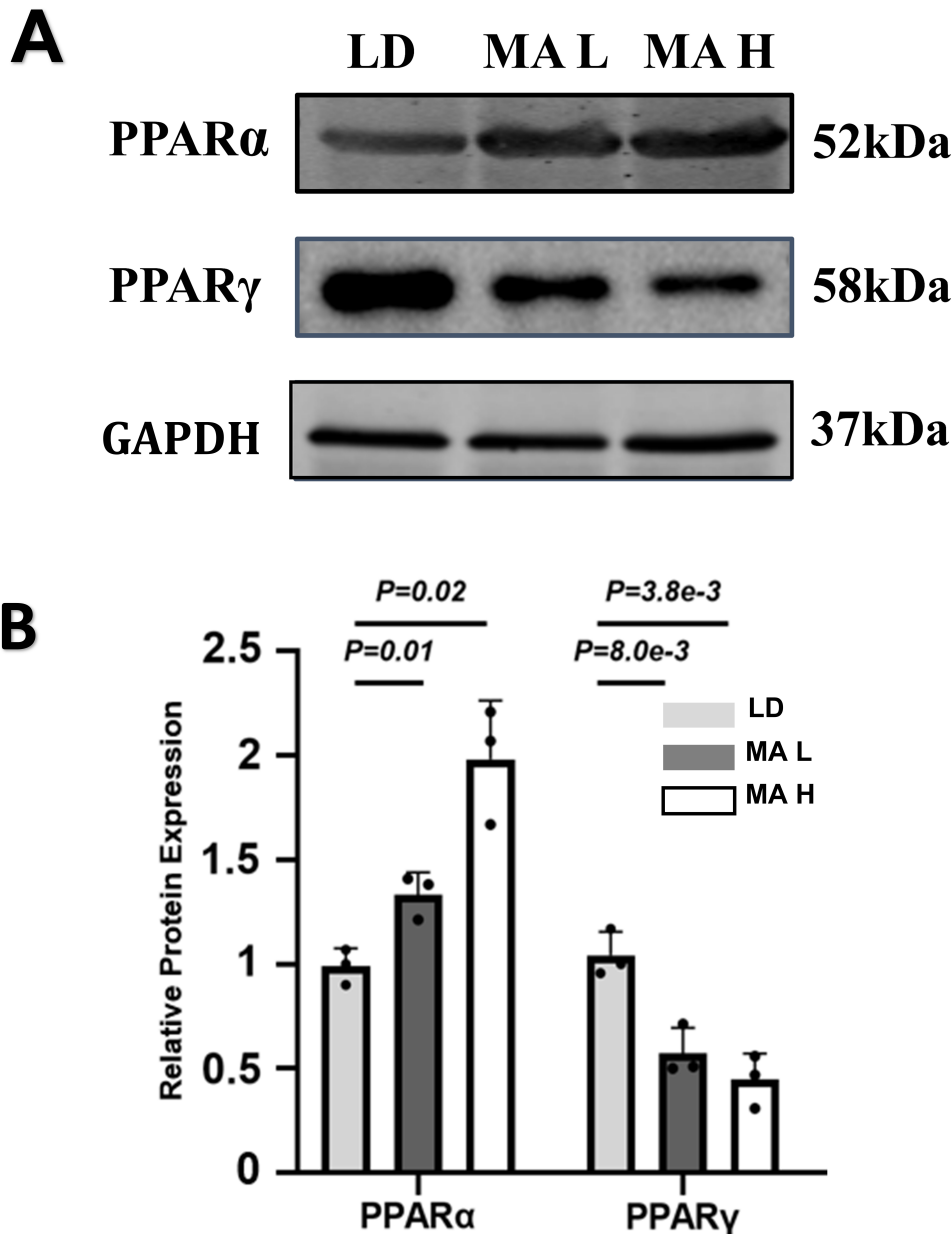 A
LD MA L MA H
PPARα 52kDa
PPARγ 58kDa
GAPDH 37kDa
B
P=0.02 P=3.8e-3
P=0.01 P=8.0e-3
Relative Protein Expression
2.5
2
1.5
1
0.5
0
LD
MA L
MA H
PPARα PPARγ